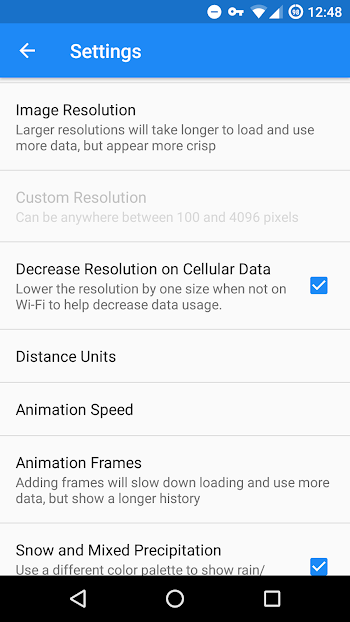 98 12:48
Settings
Image Resolution
Larger resolutions will take longer to load and use
more data, but appear more crisp
Custom Resolution
Can be anywhere between 100 and 4096 pixels
Decrease Resolution on Cellular Data
Lower the resolution by one size when not on
Wi-Fi to help decrease data usage.
Distance Units
Animation Speed
Animation Frames
Adding frames will slow down loading and use more
data, but show a longer history
Snow and Mixed Precipitation
Use a different color palette to show rain/